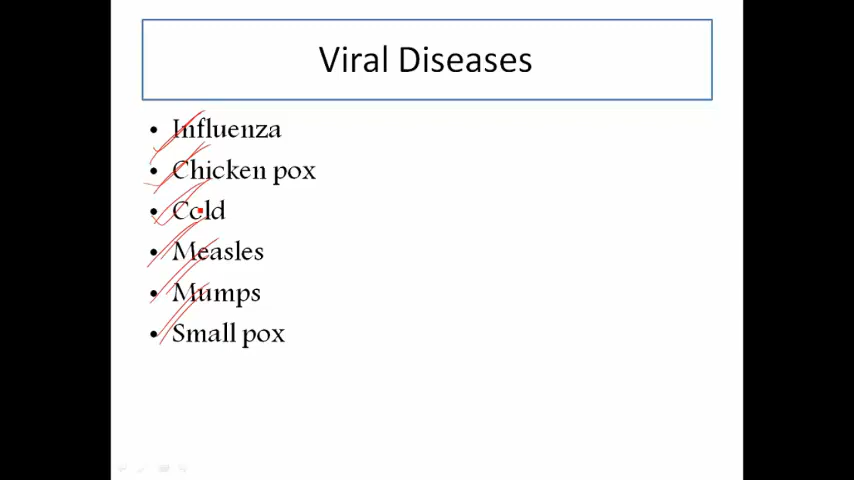 Viral Diseases
• Influenza
• Chicken pox
• Cold
• Measles
• Mumps
• Small pox